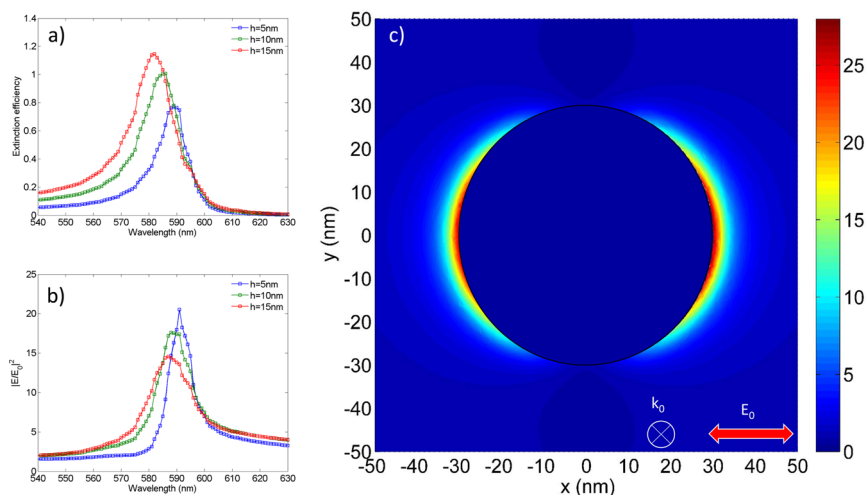 a)
h=5nm
h=10nm
h=15nm
1.4
1.2
1
0.8
0.6
0.4
0.2
0
Extinction efficiency
540 550 560 570 580 590 600 610 620 630
Wavelength (nm)
b)
h=5nm
h=10nm
h=15nm
25
20
15
10
5
0
|E/E₀|²
540 550 560 570 580 590 600 610 620 630
Wavelength (nm)
c)
50
40
30
20
10
0
-10
-20
-30
-40
-50
y (nm)
k₀
E₀
-50 -40 -30 -20 -10 0 10 20 30 40 50
x (nm)
25
20
15
10
5
0